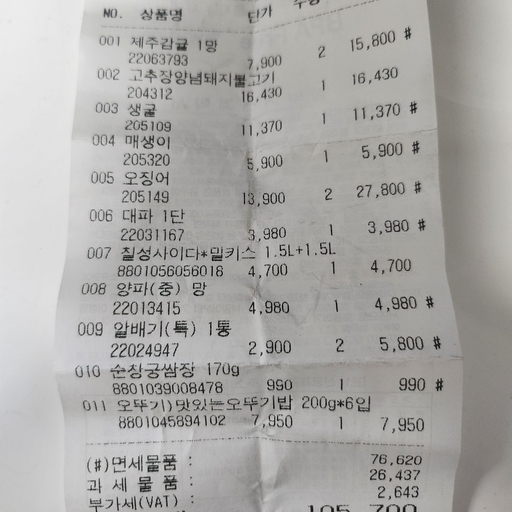 NO. 상품명 단가 수량
001 제주감귤 1망
22063793 7,900 2 15,800 #
002 고추장양념돼지불고기
204312 16,430 1 16,430
003 생굴
205109 11,370 1 11,370 #
004 매생이
205320 5,900 1 5,900 #
005 오징어
205149 13,900 2 27,800 #
006 대파 1단
22031167 3,980 1 3,980 #
007 칠성사이다*밀키스 1.5L+1.5L
8801056056018 4,700 1 4,700
008 양파(중) 망
22013415 4,980 1 4,980 #
009 알배기(특) 1통
22024947 2,900 2 5,800 #
010 순창궁쌈장 170g
8801039008478 990 1 990 #
011 오뚜기)맛있는오뚜기밥 200g*6입
8801045894102 7,950 1 7,950
(#)면세물품 : 76,620
과 세 물 품 : 26,437
부가세(VAT) : 2,643
105,700